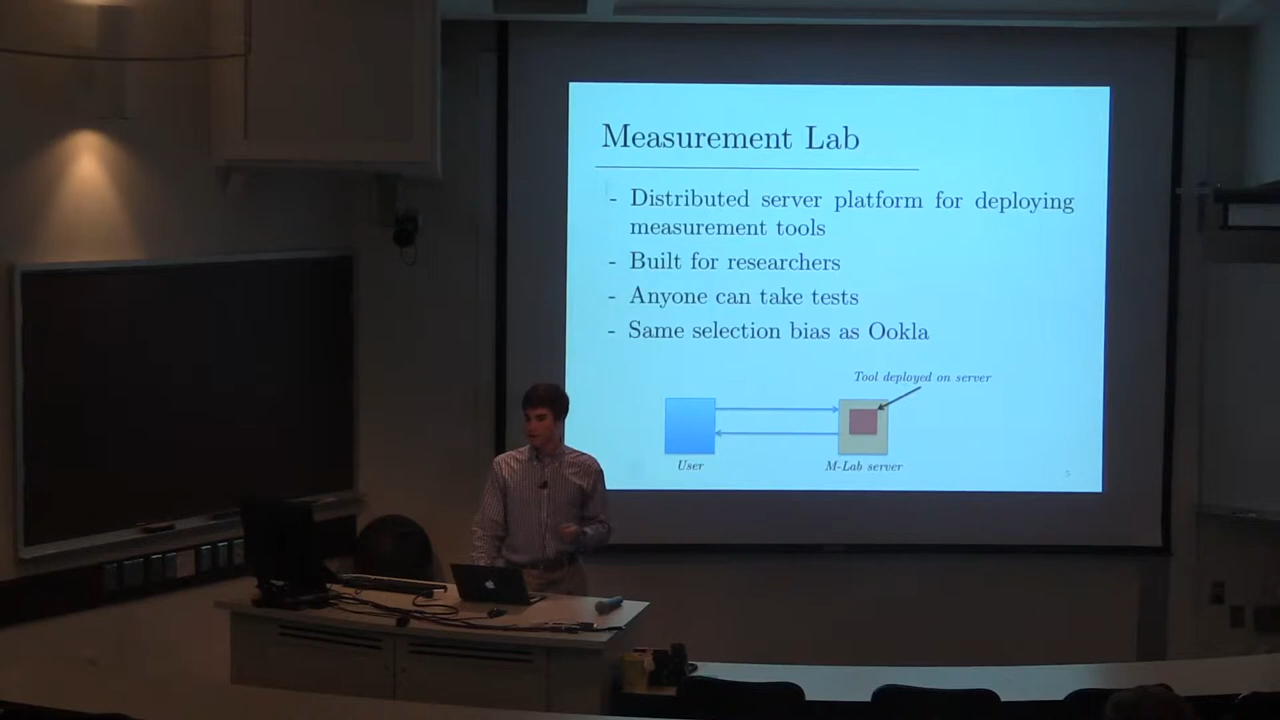 Measurement Lab
- Distributed server platform for deploying
measurement tools
- Built for researchers
- Anyone can take tests
- Same selection bias as Ookla
Tool deployed on server
User
M-Lab server
5